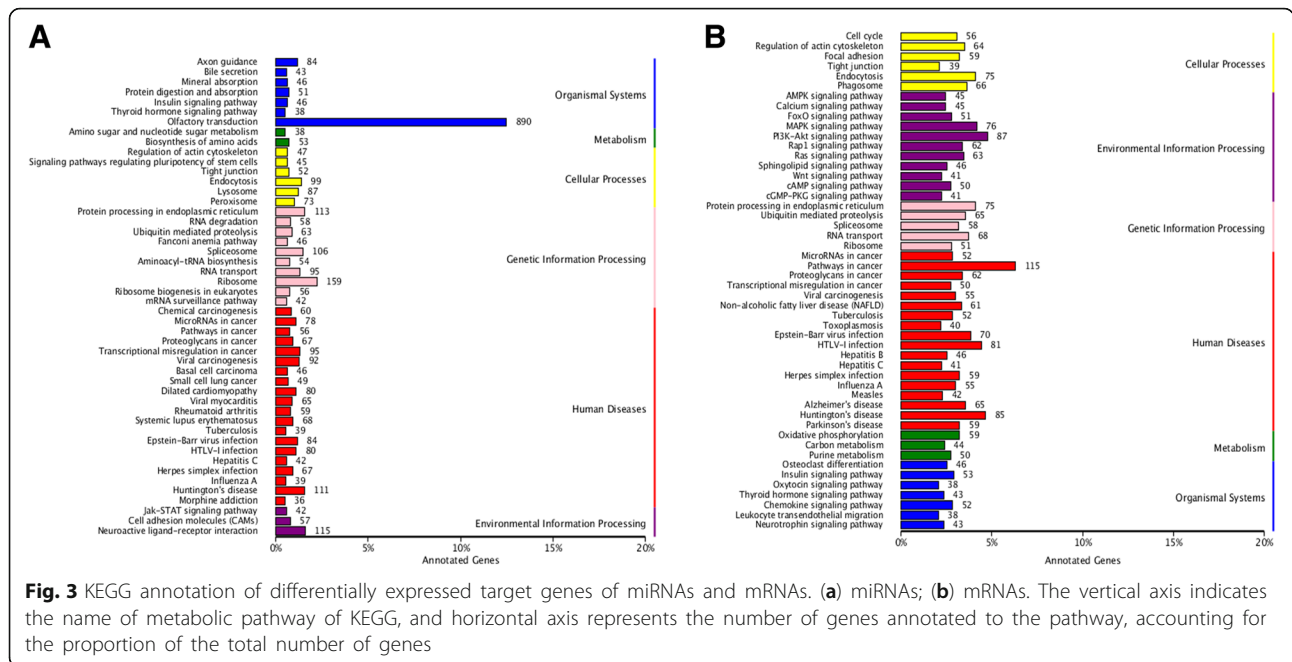 A
Axon guidance 84
Bile secretion 43
Mineral absorption 46
Protein digestion and absorption 51
Insulin signaling pathway 46
Thyroid hormone signaling pathway 38
Olfactory transduction 890
Organismal Systems
Amino sugar and nucleotide sugar metabolism 38
Biosynthesis of amino acids 53
Metabolism
Regulation of actin cytoskeleton 47
Signaling pathways regulating pluripotency of stem cells 45
Tight junction 52
Endocytosis 99
Lysosome 87
Peroxisome 73
Cellular Processes
Protein processing in endoplasmic reticulum 113
RNA degradation 58
Ubiquitin mediated proteolysis 63
Fanconi anemia pathway 46
Spliceosome 106
Aminoacyl-tRNA biosynthesis 54
RNA transport 95
Ribosome 159
Ribosome biogenesis in eukaryotes 56
mRNA surveillance pathway 42
Genetic Information Processing
Chemical carcinogenesis 60
MicroRNAs in cancer 78
Pathways in cancer 56
Proteoglycans in cancer 67
Transcriptional misregulation in cancer 95
Viral carcinogenesis 92
Basal cell carcinoma 46
Small cell lung cancer 49
Dilated cardiomyopathy 80
Viral myocarditis 65
Rheumatoid arthritis 59
Systemic lupus erythematosus 68
Tuberculosis 39
Epstein-Barr virus infection 84
HTLV-I infection 80
Hepatitis C 42
Herpes simplex infection 67
Influenza A 39
Huntington's disease 111
Morphine addiction 36
Human Diseases
Jak-STAT signaling pathway 42
Cell adhesion molecules (CAMs) 57
Neuroactive ligand-receptor interaction 115
Environmental Information Processing
0% 5% 10% 15% 20%
Annotated Genes
B
Cell cycle 56
Regulation of actin cytoskeleton 64
Focal adhesion 59
Tight junction 39
Endocytosis 75
Phagosome 66
Cellular Processes
AMPK signaling pathway 45
Calcium signaling pathway 45
FoxO signaling pathway 51
MAPK signaling pathway 76
PI3K-Akt signaling pathway 87
Rap1 signaling pathway 62
Ras signaling pathway 63
Sphingolipid signaling pathway 46
Wnt signaling pathway 41
cAMP signaling pathway 50
cGMP-PKG signaling pathway 41
Environmental Information Processing
Protein processing in endoplasmic reticulum 75
Ubiquitin mediated proteolysis 65
Spliceosome 58
RNA transport 68
Ribosome 51
Genetic Information Processing
MicroRNAs in cancer 52
Pathways in cancer 115
Proteoglycans in cancer 62
Transcriptional misregulation in cancer 50
Viral carcinogenesis 55
Non-alcoholic fatty liver disease (NAFLD) 61
Tuberculosis 52
Toxoplasmosis 40
Epstein-Barr virus infection 70
HTLV-I infection 81
Hepatitis B 46
Hepatitis C 41
Herpes simplex infection 59
Influenza A 55
Measles 42
Alzheimer's disease 65
Huntington's disease 85
Parkinson's disease 59
Human Diseases
Oxidative phosphorylation 59
Carbon metabolism 44
Purine metabolism 50
Metabolism
Osteoclast differentiation 46
Insulin signaling pathway 53
Oxytocin signaling pathway 38
Thyroid hormone signaling pathway 43
Chemokine signaling pathway 52
Leukocyte transendothelial migration 38
Neurotrophin signaling pathway 43
Organismal Systems
0% 5% 10% 15% 20%
Annotated Genes
Fig. 3 KEGG annotation of differentially expressed target genes of miRNAs and mRNAs. (a) miRNAs; (b) mRNAs. The vertical axis indicates
the name of metabolic pathway of KEGG, and horizontal axis represents the number of genes annotated to the pathway, accounting for
the proportion of the total number of genes